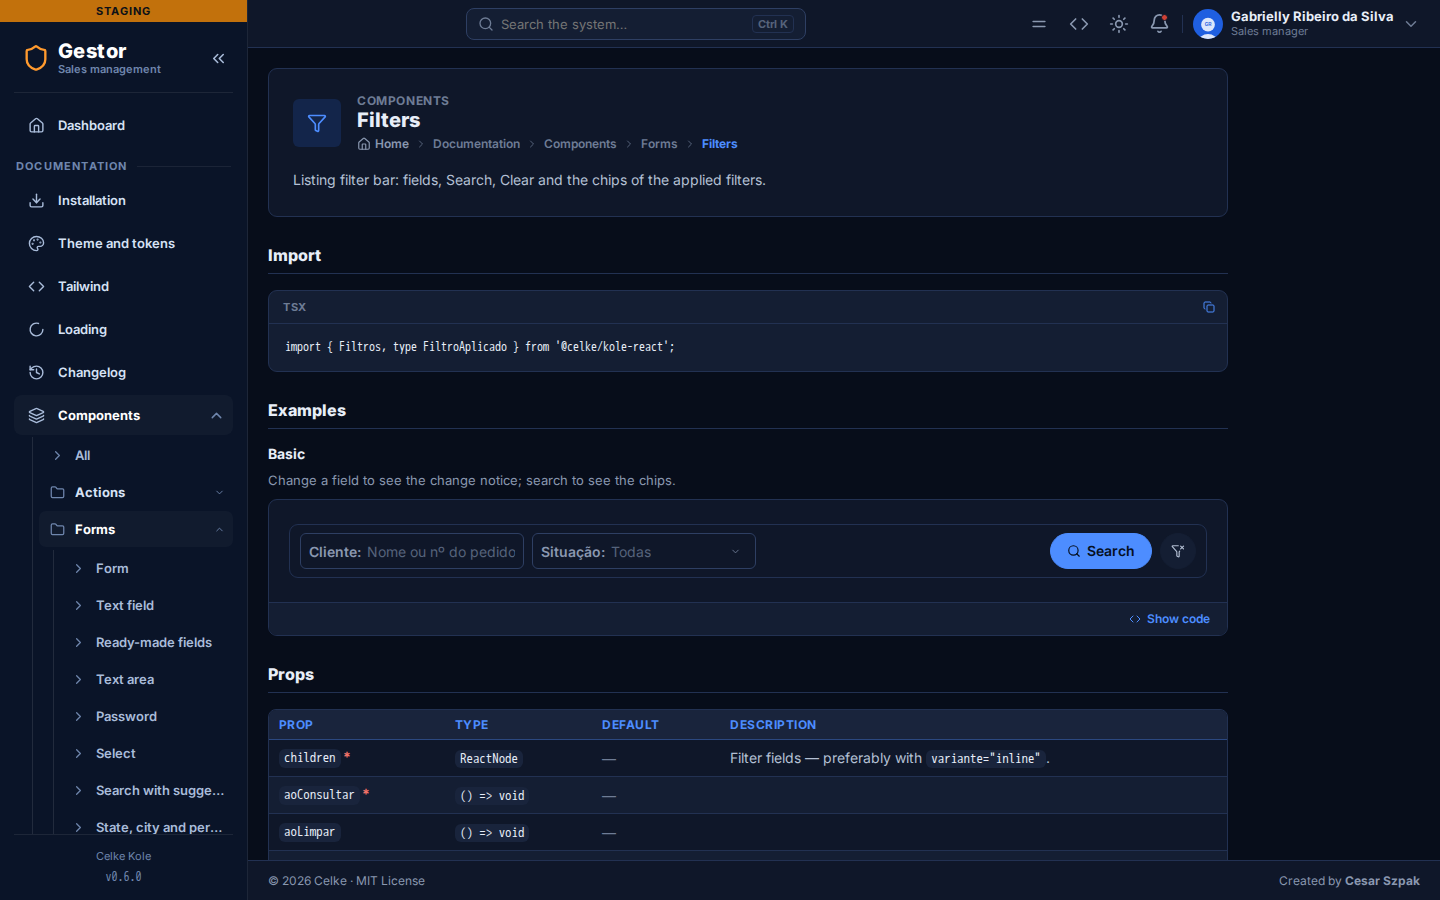 STAGING
Gestor
Sales management
Dashboard
DOCUMENTATION
Installation
Theme and tokens
Tailwind
Loading
Changelog
Components
All
Actions
Forms
Form
Text field
Ready-made fields
Text area
Password
Select
Search with sugge...
State, city and per...
Celke Kole
v0.6.0
Search the system...
Ctrl K
GR
Gabrielly Ribeiro da Silva
Sales manager
COMPONENTS
Filters
Home > Documentation > Components > Forms > Filters
Listing filter bar: fields, Search, Clear and the chips of the applied filters.
Import
TSX
import { Filtros, type FiltroAplicado } from '@celke/kole-react';
Examples
Basic
Change a field to see the change notice; search to see the chips.
Cliente: Nome ou nº do pedido
Situação: Todas
Search
Show code
Props
PROP TYPE DEFAULT DESCRIPTION
children * ReactNode — Filter fields — preferably with variante="inline".
aoConsultar * () => void —
aoLimpar () => void —
© 2026 Celke · MIT License
Created by Cesar Szpak